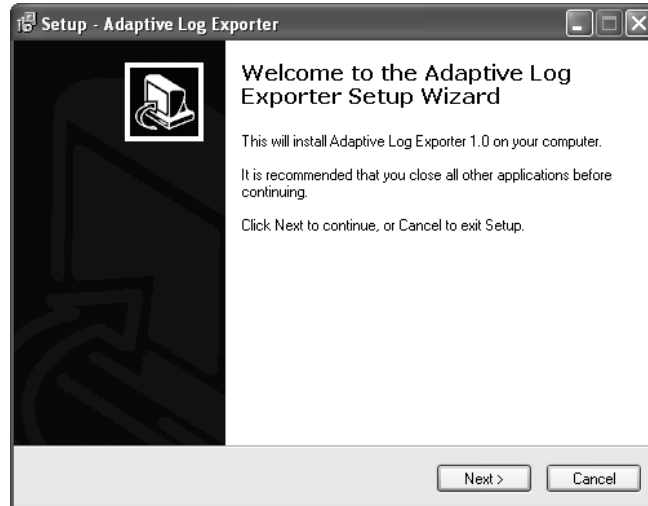 Setup - Adaptive Log Exporter
Welcome to the Adaptive Log
Exporter Setup Wizard
This will install Adaptive Log Exporter 1.0 on your computer.
It is recommended that you close all other applications before
continuing.
Click Next to continue, or Cancel to exit Setup.
Next >
Cancel